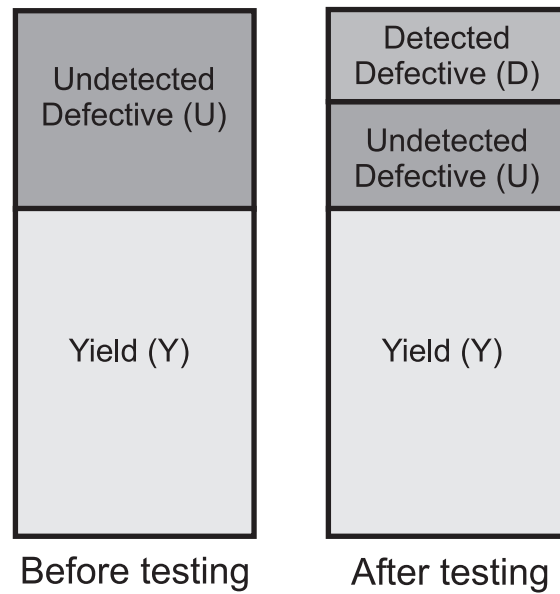 Undetected
Defective (U)
Yield (Y)
Before testing
Detected
Defective (D)
Undetected
Defective (U)
Yield (Y)
After testing